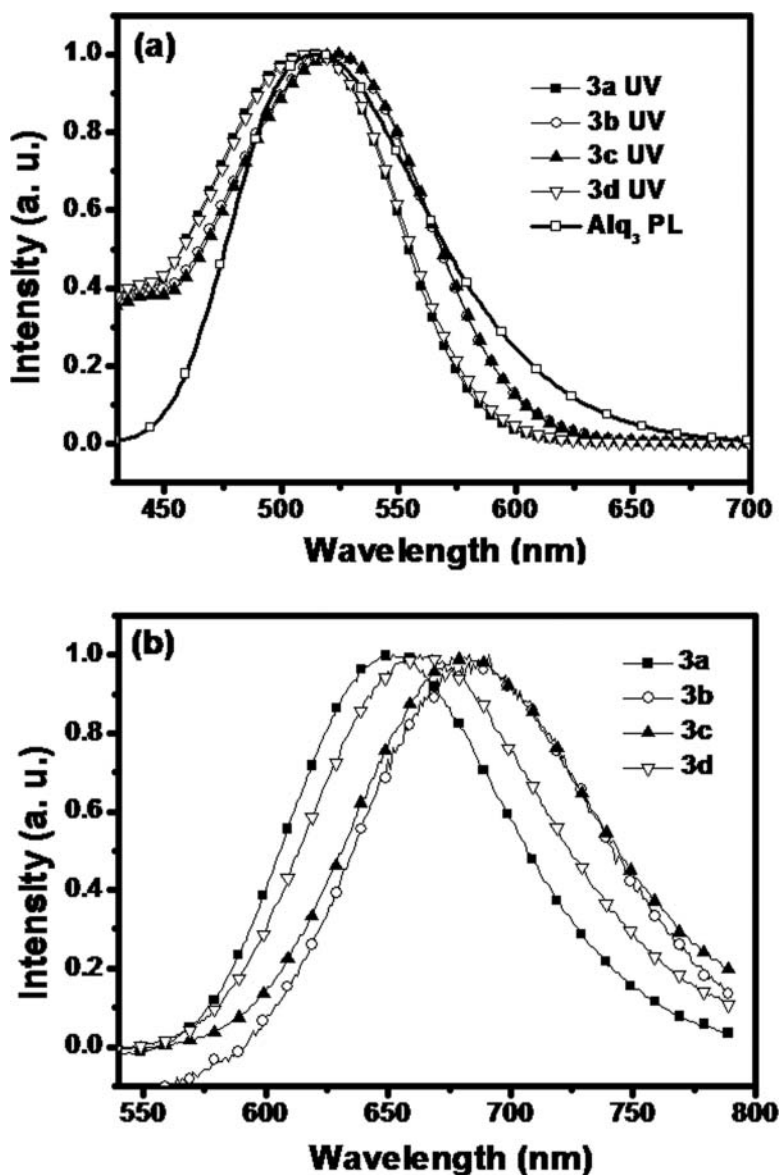 (a)
1.0
0.8
0.6
0.4
0.2
0.0
Intensity (a. u.)
3a UV
3b UV
3c UV
3d UV
Alq₃ PL
450 500 550 600 650 700
Wavelength (nm)
(b)
1.0
0.8
0.6
0.4
0.2
0.0
Intensity (a. u.)
3a
3b
3c
3d
550 600 650 700 750 800
Wavelength (nm)